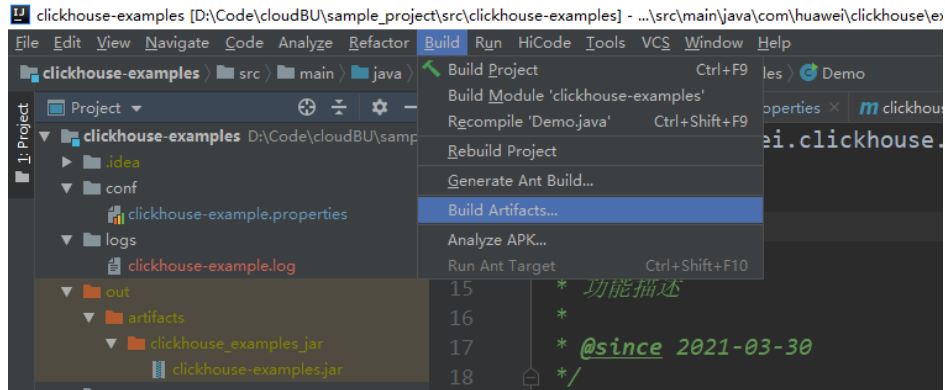 clickhouse-examples [D:\Code\cloudBU\sample_project\src\clickhouse-examples] - ...\src\main\java\com\huawei\clickhouse\ex
File Edit View Navigate Code Analyze Refactor Build Run HiCode Tools VCS Window Help
clickhouse-examples src main java les Demo
Build Project Ctrl+F9
Project operties clickhous
Build Module 'clickhouse-examples'
1: Project
clickhouse-examples D:\Code\cloudBU\samp
Recompile 'Demo.java' Ctrl+Shift+F9
ei.clickhouse.
.idea
Rebuild Project
conf
Generate Ant Build...
clickhouse-example.properties
Build Artifacts...
logs
Analyze APK...
clickhouse-example.log
Run Ant Target Ctrl+Shift+F10
out
15 * 功能描述
artifacts
16 *
clickhouse_examples_jar
17 * @since 2021-03-30
clickhouse-examples.jar
18 */